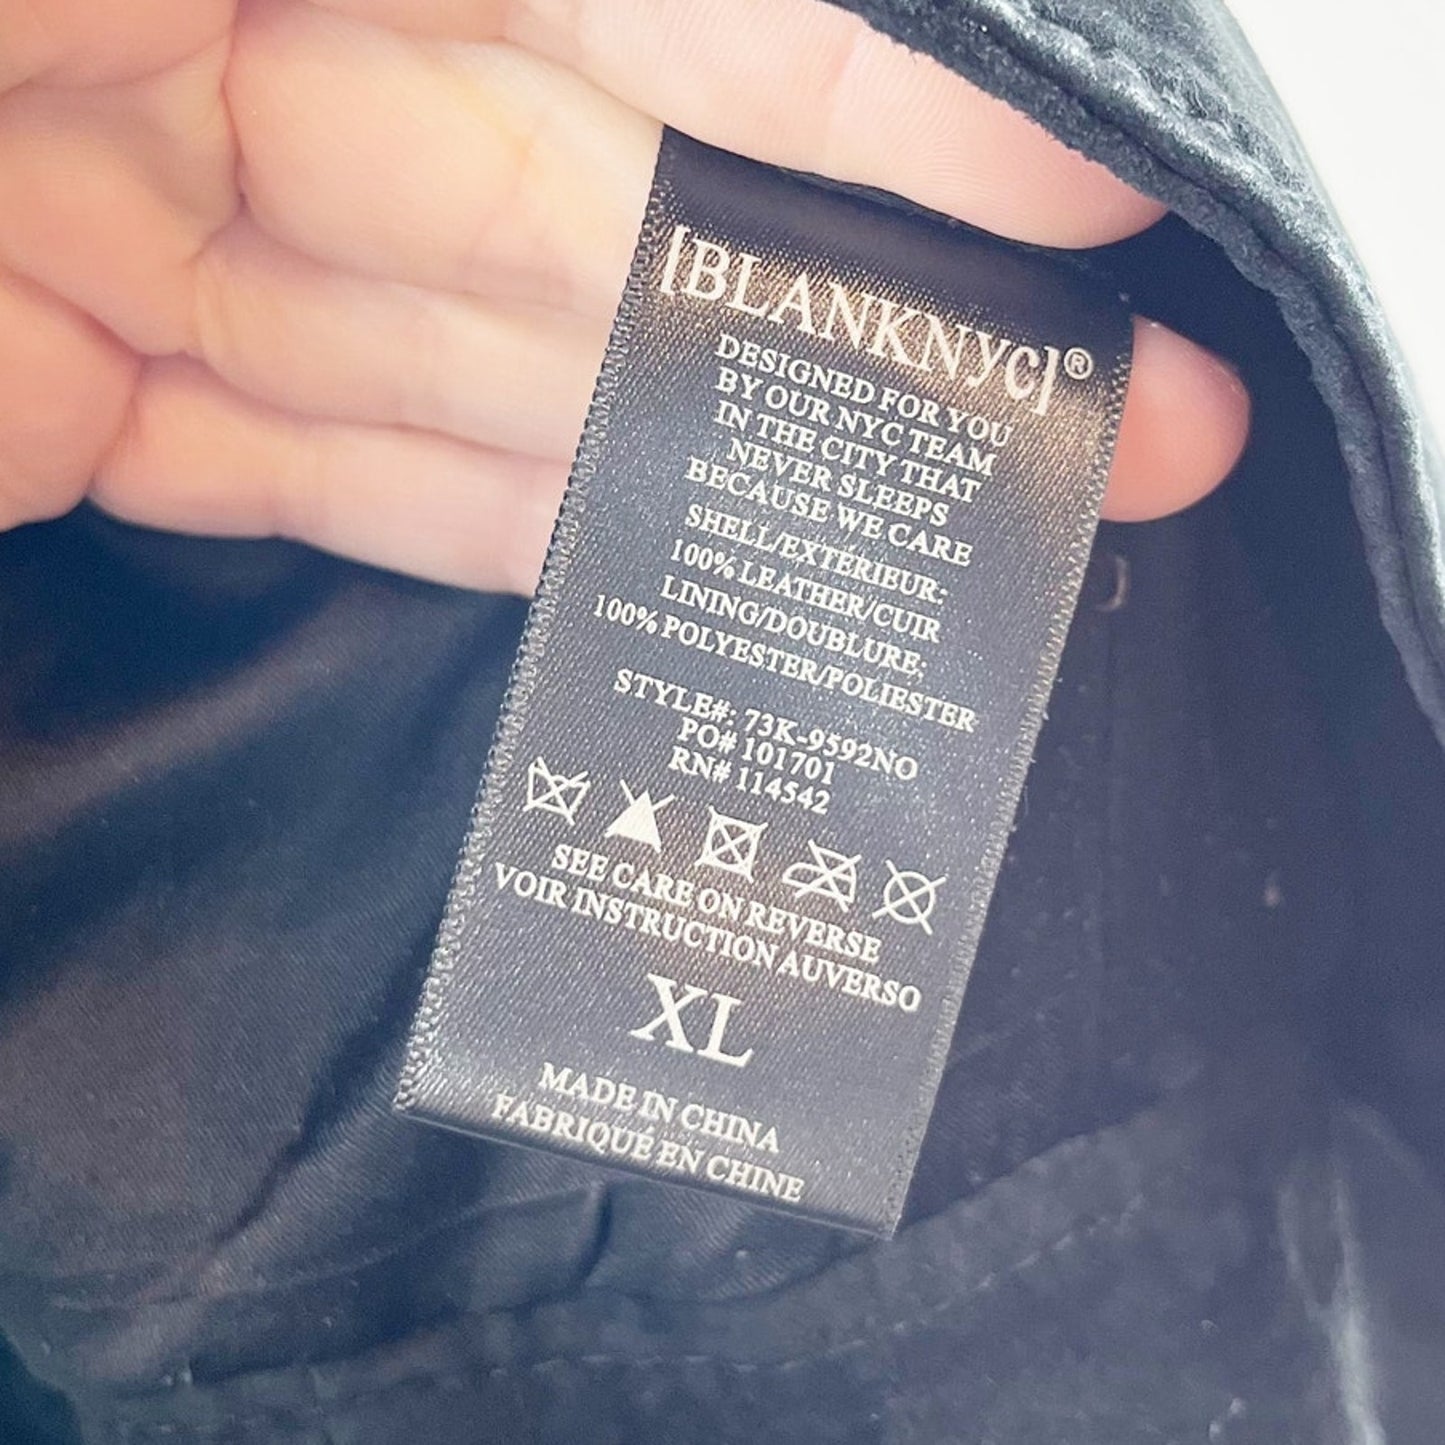 [BLANKNYC]®
DESIGNED FOR YOU
BY OUR NYC TEAM
IN THE CITY THAT
NEVER SLEEPS
BECAUSE WE CARE
SHELL/EXTÉRIEUR:
100% LEATHER/CUIR
LINING/DOUBLURE:
100% POLYESTER/POLIESTER
STYLE#: 73K-9592NO
PO# 101701
RN# 114542
SEE CARE ON REVERSE
VOIR INSTRUCTION AUVERSO
XL
MADE IN CHINA
FABRIQUÉ EN CHINE